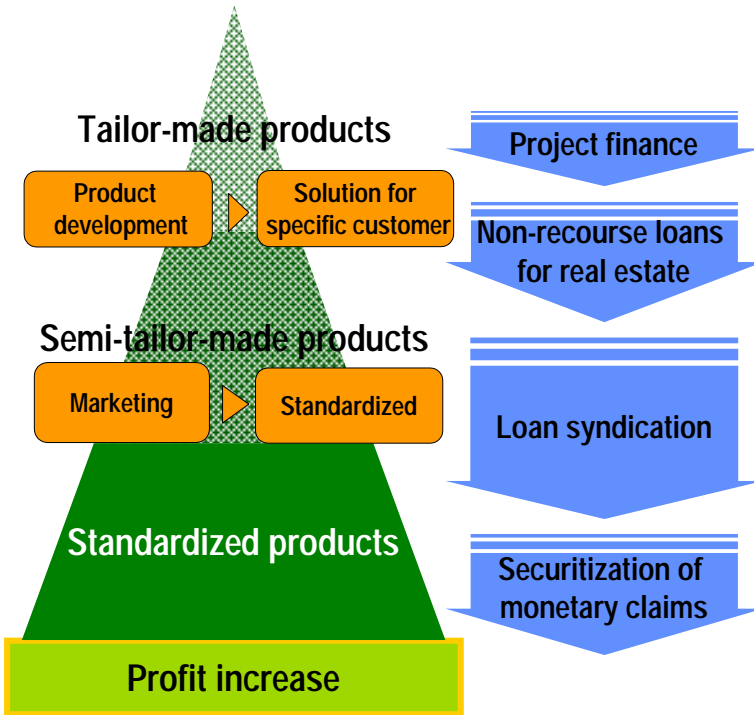 Tailor-made products
Product
development
Solution for
specific customer
Semi-tailor-made products
Marketing
Standardized
Standardized products
Profit increase
Project finance
Non-recourse loans
for real estate
Loan syndication
Securitization of
monetary claims